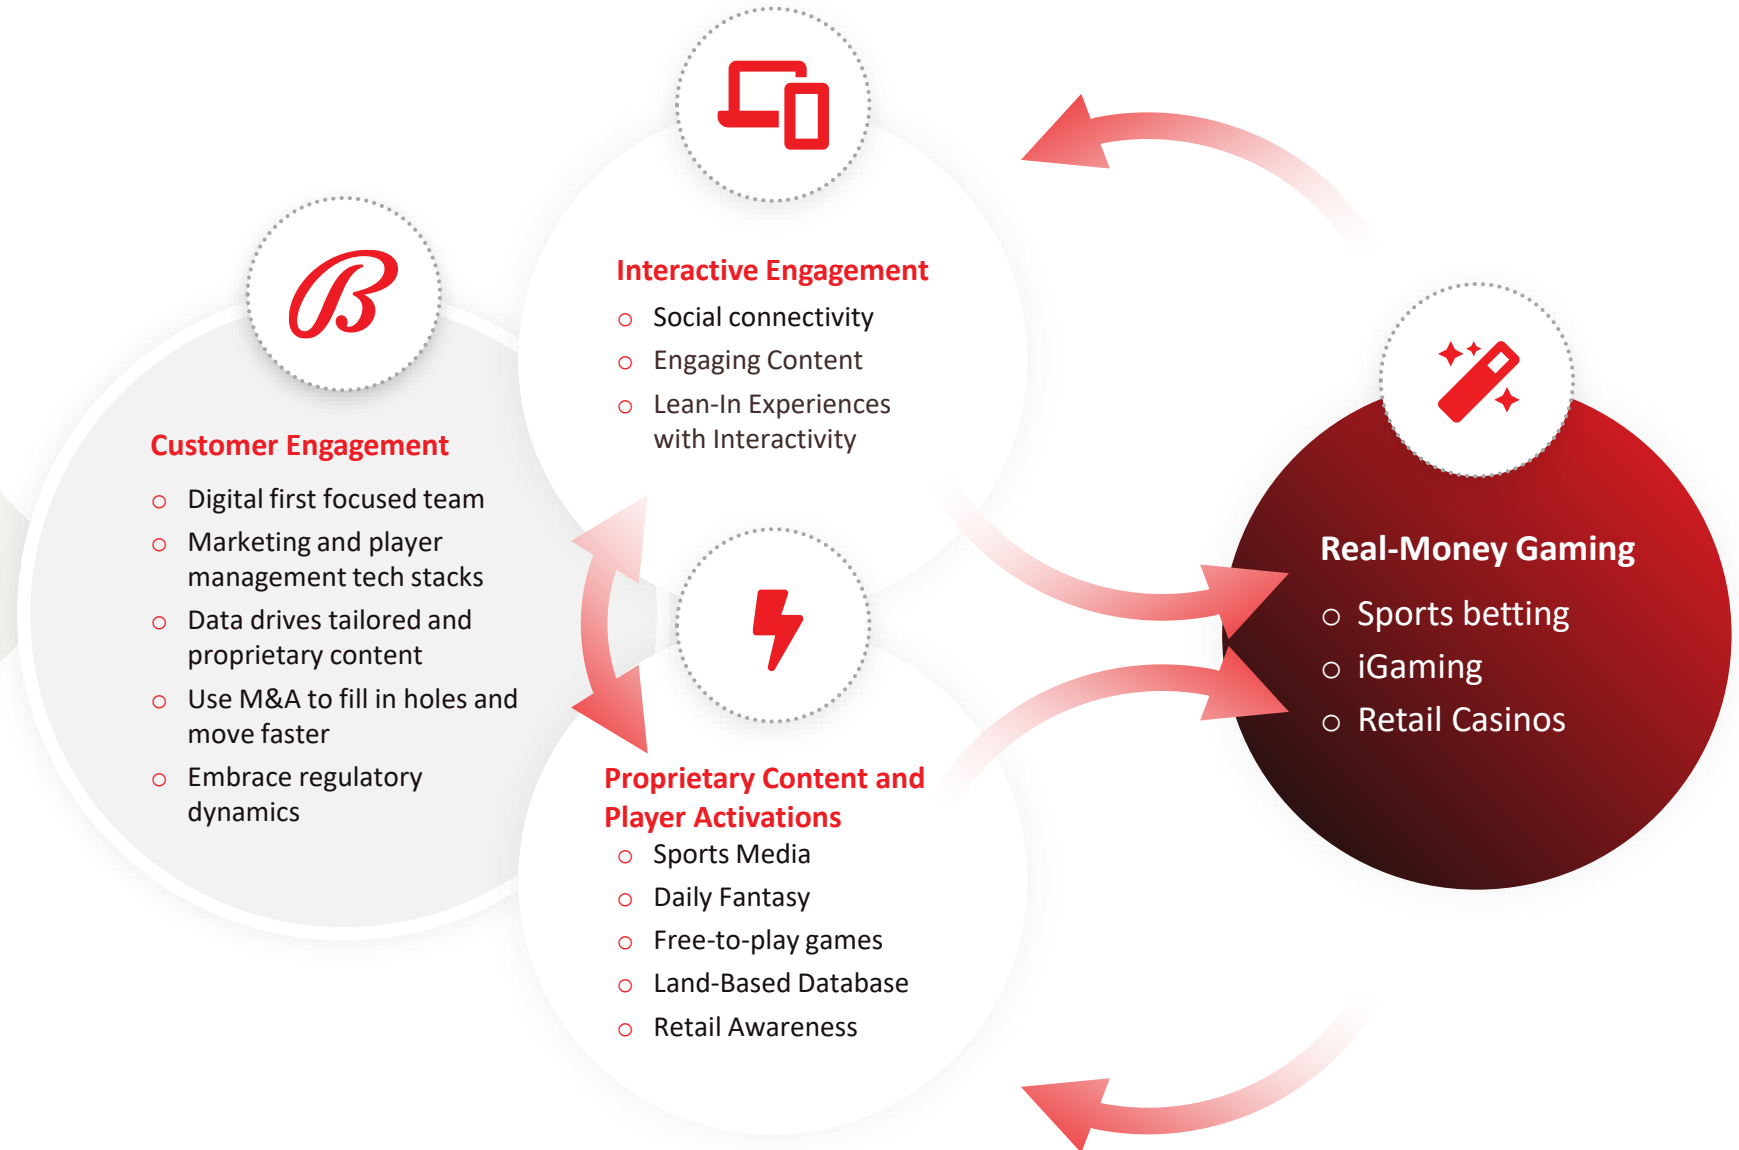 B
Customer Engagement
Digital first focused team
Marketing and player
management tech stacks
Data drives tailored and
proprietary content
Use M&A to fill in holes and
move faster
Embrace regulatory
dynamics
Interactive Engagement
Social connectivity
Engaging Content
Lean-In Experiences
with Interactivity
Proprietary Content and
Player Activations
Sports Media
Daily Fantasy
Free-to-play games
Land-Based Database
Retail Awareness
Real-Money Gaming
Sports betting
iGaming
Retail Casinos